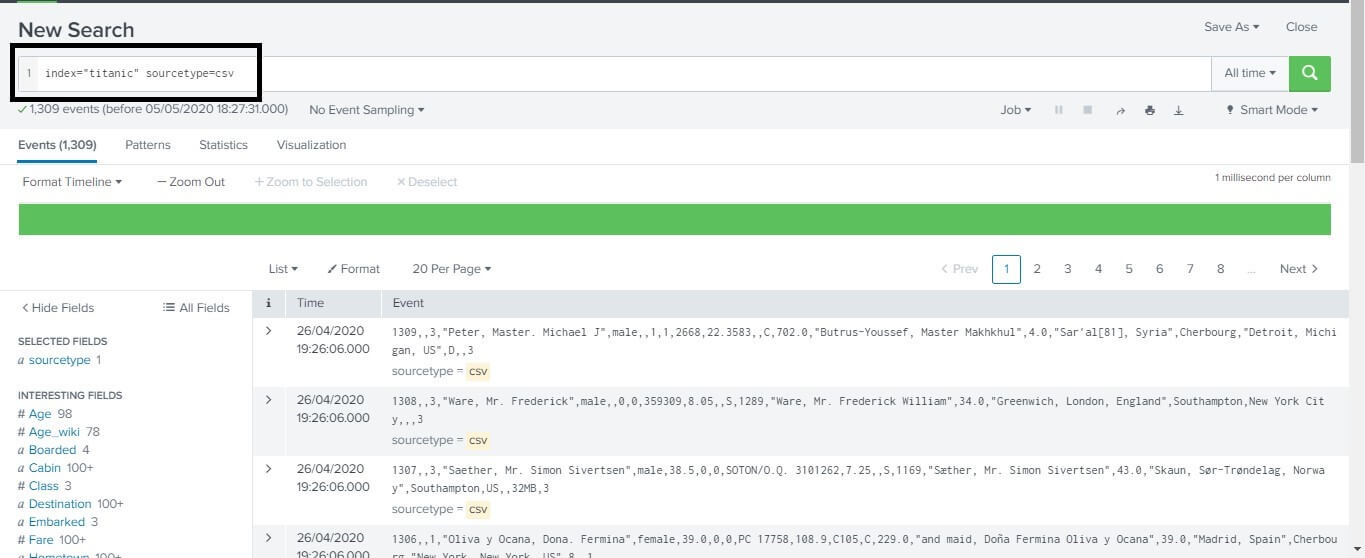 New Search
Save As
Close
1 index="titanic" sourcetype=csv
All time
1,309 events (before 05/05/2020 18:27:31.000)
No Event Sampling
Job
Smart Mode
Events (1,309)
Patterns
Statistics
Visualization
Format Timeline
— Zoom Out
+ Zoom to Selection
× Deselect
1 millisecond per column
List
Format
20 Per Page
< Prev
1 2 3 4 5 6 7 8 ... Next >
< Hide Fields
All Fields
SELECTED FIELDS
a sourcetype 1
INTERESTING FIELDS
# Age 98
# Age_wiki 78
a Boarded 4
a Cabin 100+
# Class 3
a Destination 100+
a Embarked 3
# Fare 100+
a Hometown 100+
i Time Event
26/04/2020
19:26:06.000
1309,,3,"Peter, Master. Michael J",male,,1,1,2668,22.3583,,C,702.0,"Butrus-Youssef, Master Makhkhul",4.0,"Sar'al[81], Syria",Cherbourg,"Detroit, Michi
gan, US",D,,3
sourcetype = csv
26/04/2020
19:26:06.000
1308,,3,"Ware, Mr. Frederick",male,,0,0,359309,8.05,,S,1289,"Ware, Mr. Frederick William",34.0,"Greenwich, London, England",Southampton,New York Cit
y,,,3
sourcetype = csv
26/04/2020
19:26:06.000
1307,,3,"Saether, Mr. Simon Sivertsen",male,38.5,0,0,SOTON/O.Q. 3101262,7.25,,S,1169,"Sæther, Mr. Simon Sivertsen",43.0,"Skaun, Sør-Trøndelag, Norwa
y",Southampton,US,,32MB,3
sourcetype = csv
26/04/2020
19:26:06.000
1306,,1,"Oliva y Ocana, Dona. Fermina",female,39.0,0,0,PC 17758,108.9,C105,C,229.0,"and maid, Doña Fermina Oliva y Ocana",39.0,"Madrid, Spain",Cherbou
rg,"New York, New York, US",8,,1